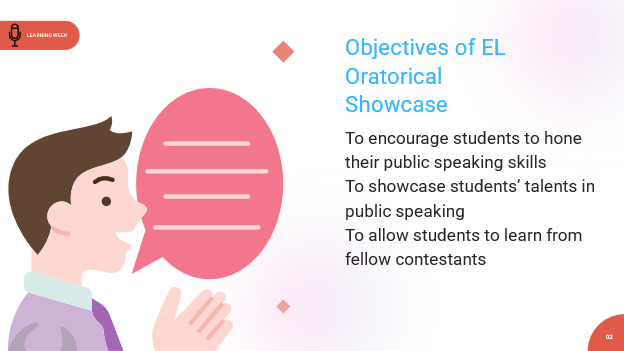 LEARNING WEEK
Objectives of EL
Oratorical
Showcase
To encourage students to hone
their public speaking skills
To showcase students’ talents in
public speaking
To allow students to learn from
fellow contestants
02